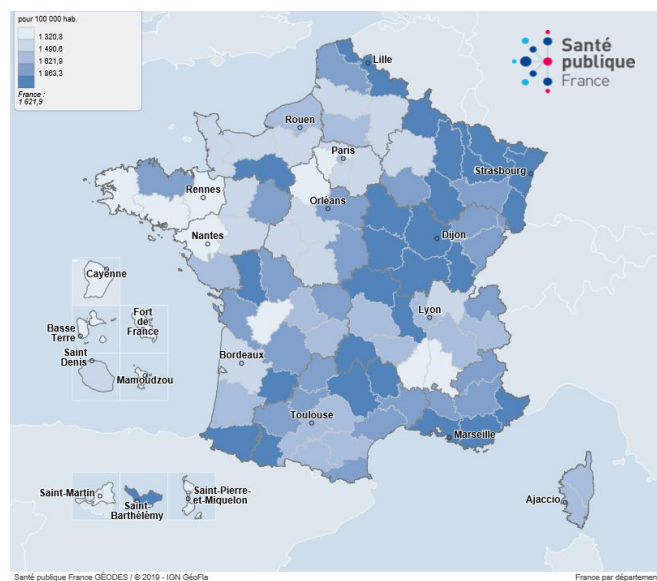 pour 100 000 hab.
1 320,8
1 490,6
1 621,9
1 863,3
France :
1 621,9
Santé
publique
France
Lille
Rouen
Paris
Strasbourg
Rennes
Orléans
Nantes
Dijon
Cayenne
Lyon
Basse
Terre
Fort
de
France
Saint
Denis
Bordeaux
Mamoudzou
Toulouse
Marseille
Saint-Martin
Saint-
Barthélémy
Saint-Pierre
-et-Miquelon
Ajaccio
Santé publique France GÉODES / © 2019 - IGN GéoFla
France par départemen